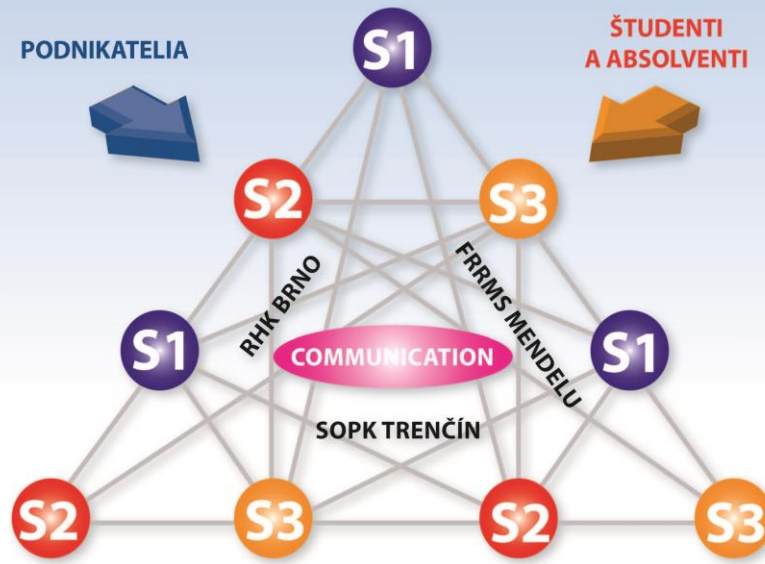 PODNIKATELIA
ŠTUDENTI
A ABSOLVENTI
S1
S2
S3
RHK BRNO
FRRMS MENDELU
S1
COMMUNICATION
S1
SOPK TRENČÍN
S2
S3
S2
S3